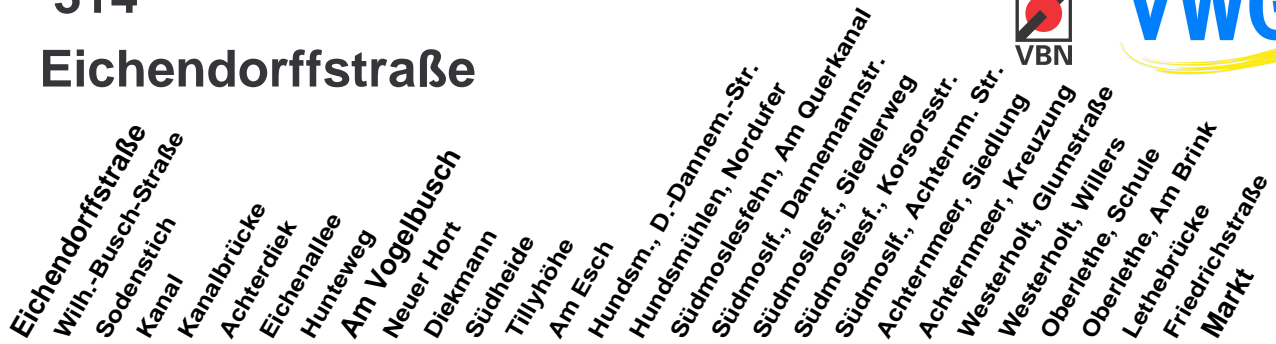 314
Eichendorffstraße
VBN
VWG
Eichendorffstraße
Wilh.-Busch-Straße
Sodenstich
Kanal
Kanalbrücke
Achterdiek
Eichenallee
Hunteweg
Am Vogelbusch
Neuer Hort
Diekmann
Südheide
Tillyhöhe
Am Esch
Hundsm., D.-Dannem.-Str.
Hundsmühlen, Nordufer
Südmoslesfehn, Am Querkanal
Südmoslf., Dannemannstr.
Südmoslesf., Siedlerweg
Südmoslesf., Korsorsstr.
Südmoslf., Achternm. Str.
Achternmeer, Siedlung
Achternmeer, Kreuzung
Westerholt, Glumstraße
Westerholt, Willers
Oberlethe, Schule
Oberlethe, Am Brink
Lethebrücke
Friedrichstraße
Markt